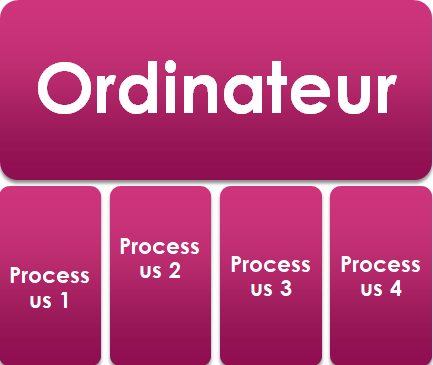 Ordinateur
Process
us 1
Process
us 2
Process
us 3
Process
us 4